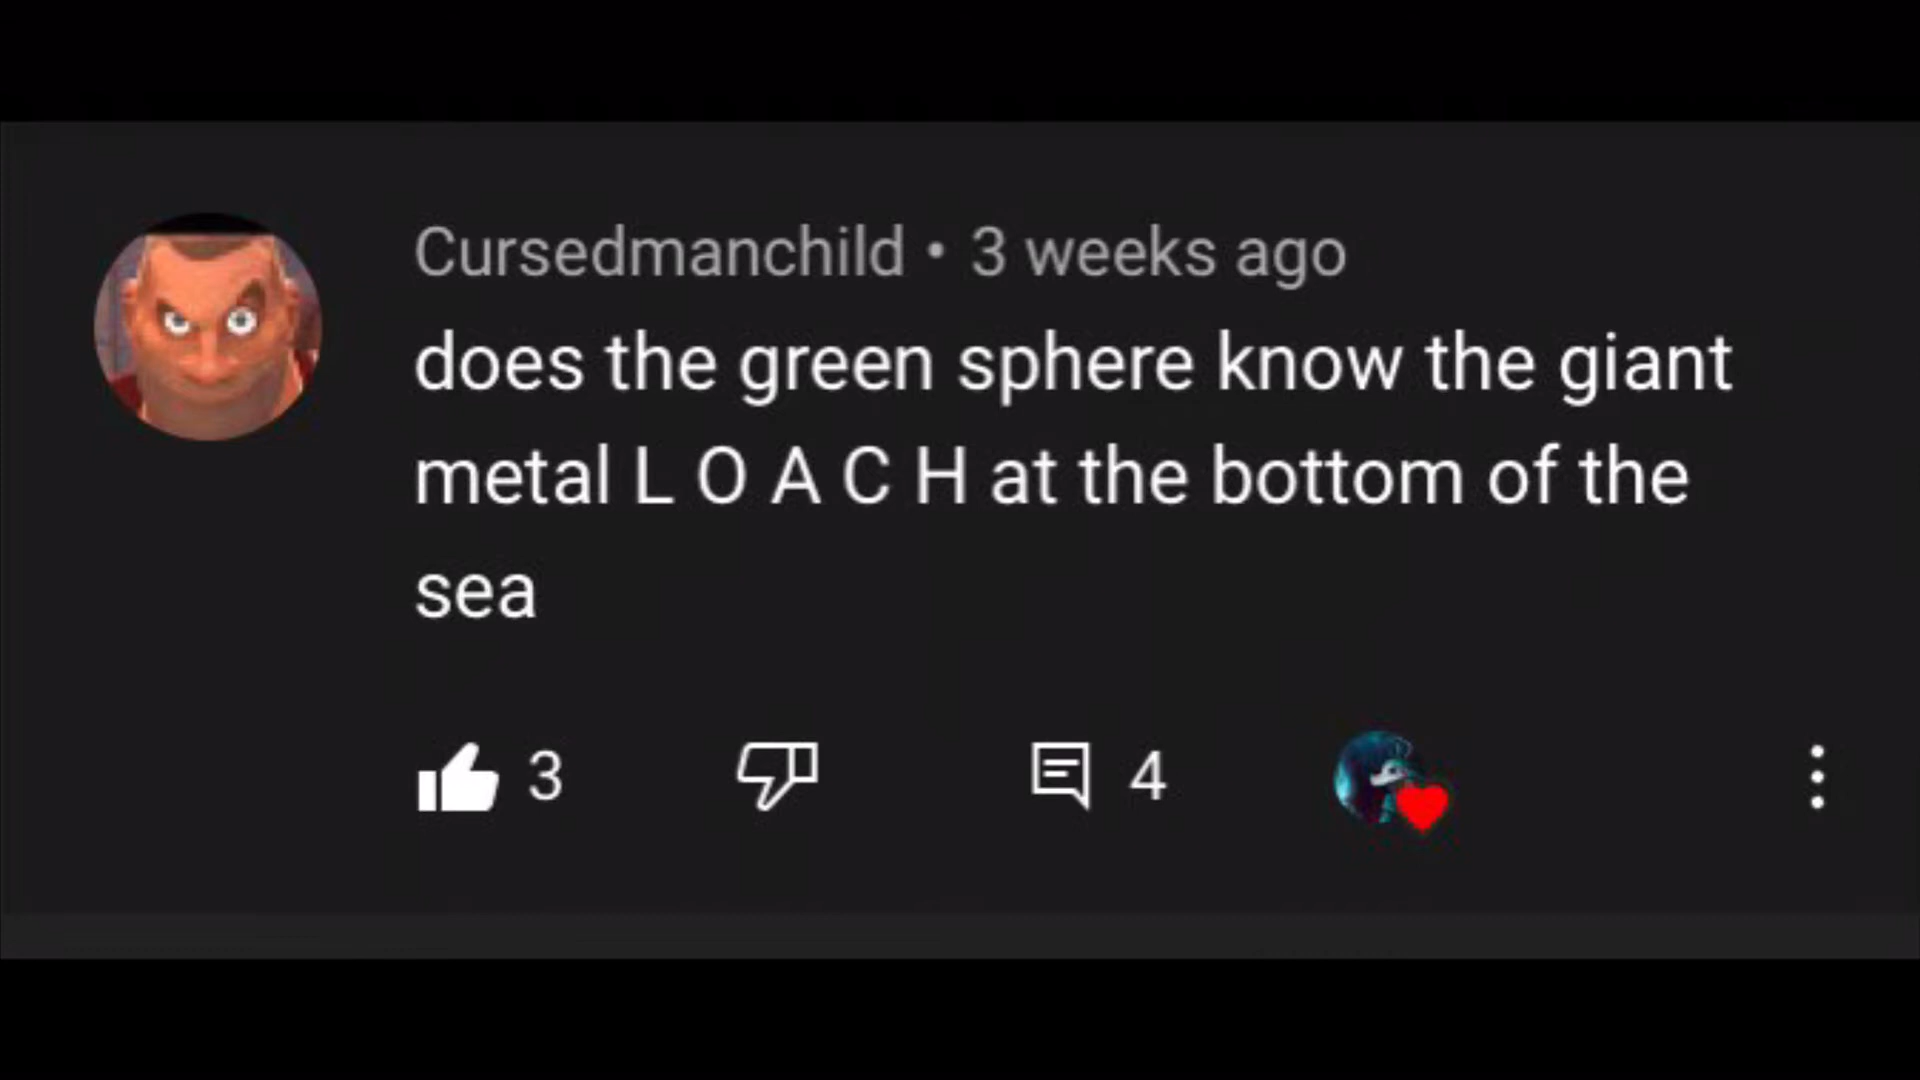 Cursedmanchild • 3 weeks ago
does the green sphere know the giant
metal L O A C H at the bottom of the
sea
3 4